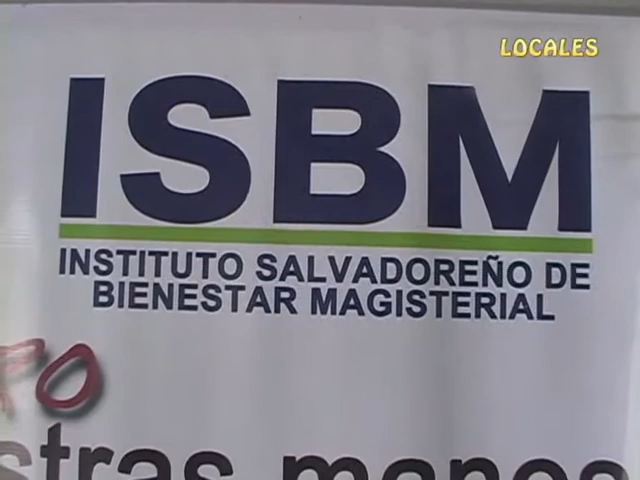 LOCALES
ISBM
INSTITUTO SALVADOREÑO DE
BIENESTAR MAGISTERIAL